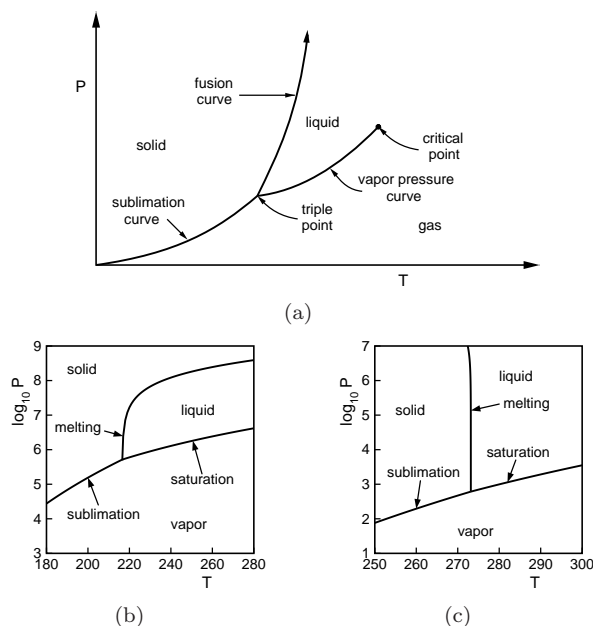 P
fusion
curve
liquid
solid
critical
point
sublimation
curve
vapor pressure
curve
triple
point
gas
T
(a)
9
8
7
6
5
4
3
log10 P
solid
melting
liquid
saturation
sublimation
vapor
180 200 220 240 260 280
T
(b)
7
6
5
4
3
2
1
log10 P
liquid
solid
melting
sublimation
saturation
vapor
250 260 270 280 290 300
T
(c)